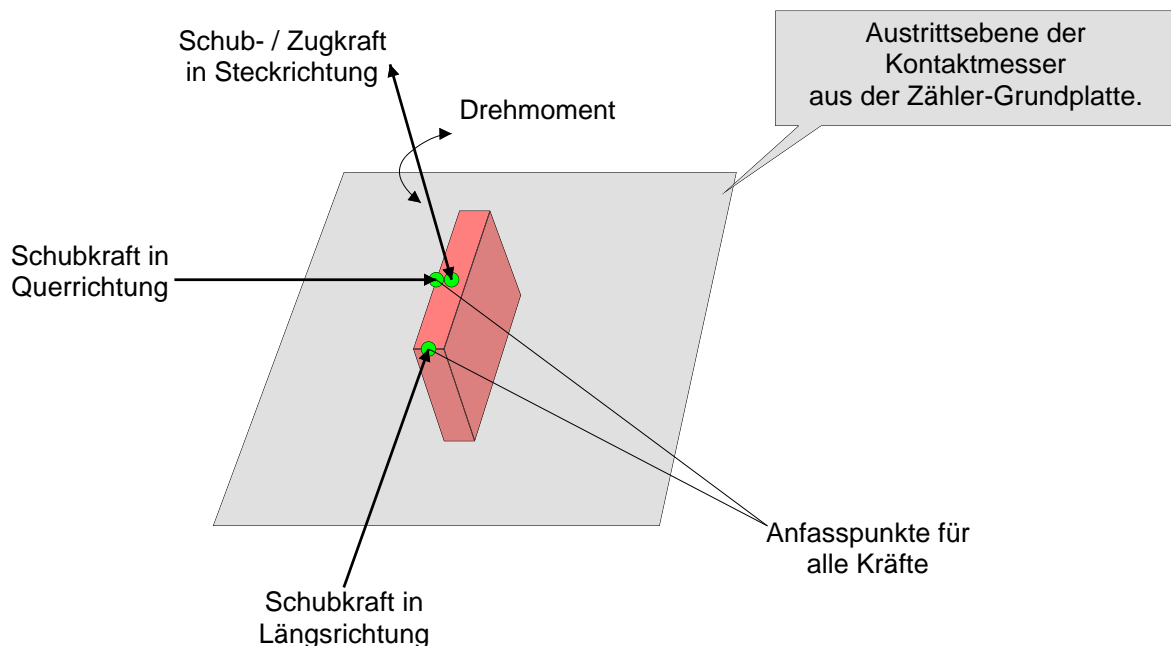 Schub- / Zugkraft
in Steckrichtung
Austrittsebene der
Kontaktmesser
aus der Zähler-Grundplatte.
Drehmoment
Schubkraft in
Querrichtung
Anfasspunkte für
alle Kräfte
Schubkraft in
Längsrichtung